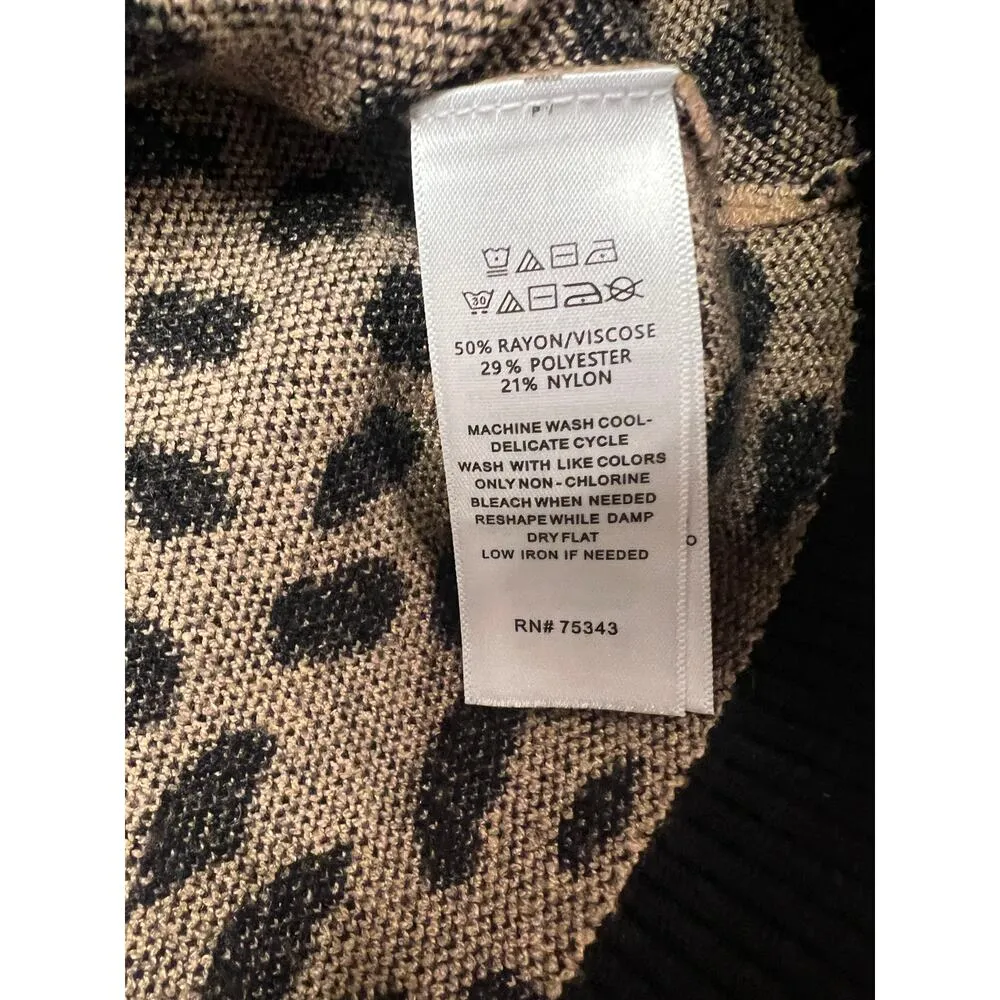 30
50% RAYON/VISCOSE
29% POLYESTER
21% NYLON
MACHINE WASH COOL-
DELICATE CYCLE
WASH WITH LIKE COLORS
ONLY NON-CHLORINE
BLEACH WHEN NEEDED
RESHAPE WHILE DAMP
DRY FLAT
LOW IRON IF NEEDED
RN# 75343